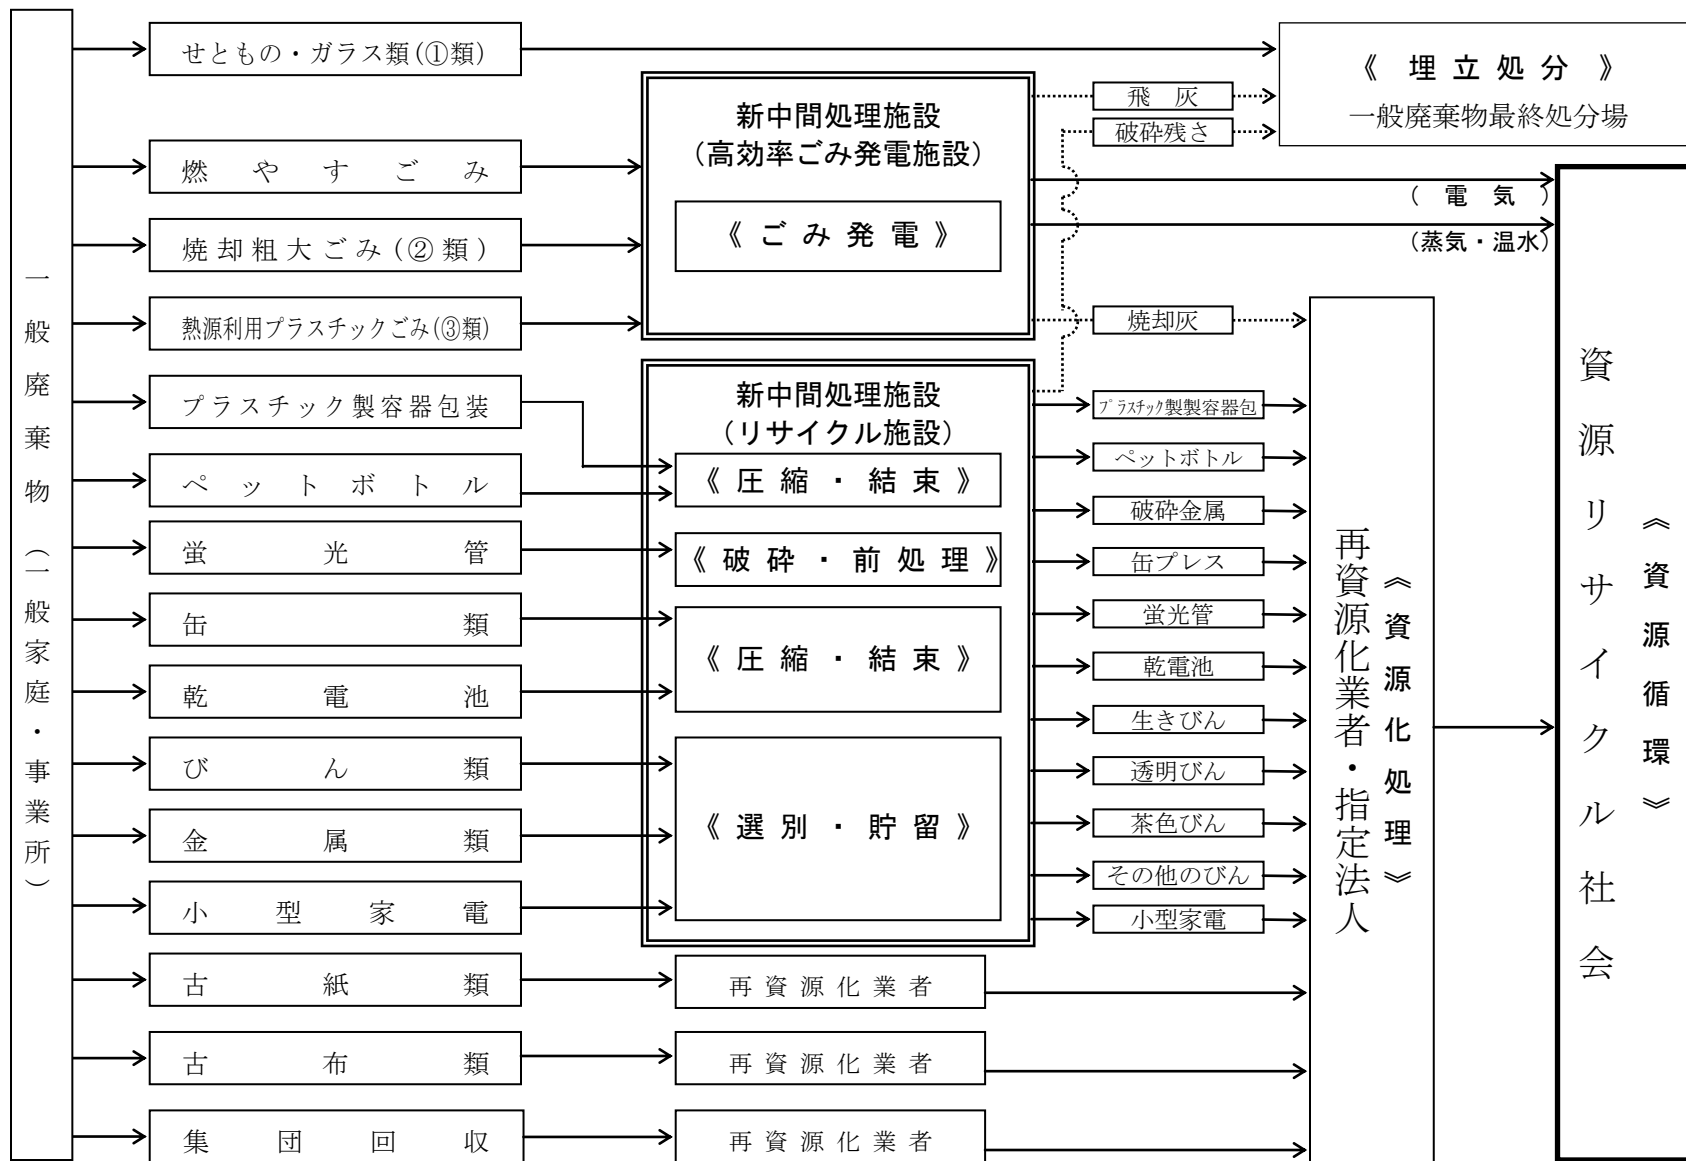 一般廃棄物（一般家庭・事業所）
せともの・ガラス類(①類)
燃やすごみ
焼却粗大ごみ(②類)
熱源利用プラスチックごみ(③類)
プラスチック製容器包装
ペットボトル
蛍光管
缶類
乾電池
びん類
金属類
小型家電
古紙類
古布類
集団回収
新中間処理施設
（高効率ごみ発電施設）
《ごみ発電》
新中間処理施設
（リサイクル施設）
《圧縮・結束》
《破砕・前処理》
《圧縮・結束》
《選別・貯留》
再資源化業者
再資源化業者
再資源化業者
飛灰
破砕残さ
焼却灰
プラスチック製製容器包
ペットボトル
破砕金属
缶プレス
蛍光管
乾電池
生きびん
透明びん
茶色びん
その他のびん
小型家電
《埋立処分》
一般廃棄物最終処分場
（電気）
（蒸気・温水）
《資源化処理》
再資源化業者・指定法人
《資源循環》
資源リサイクル社会